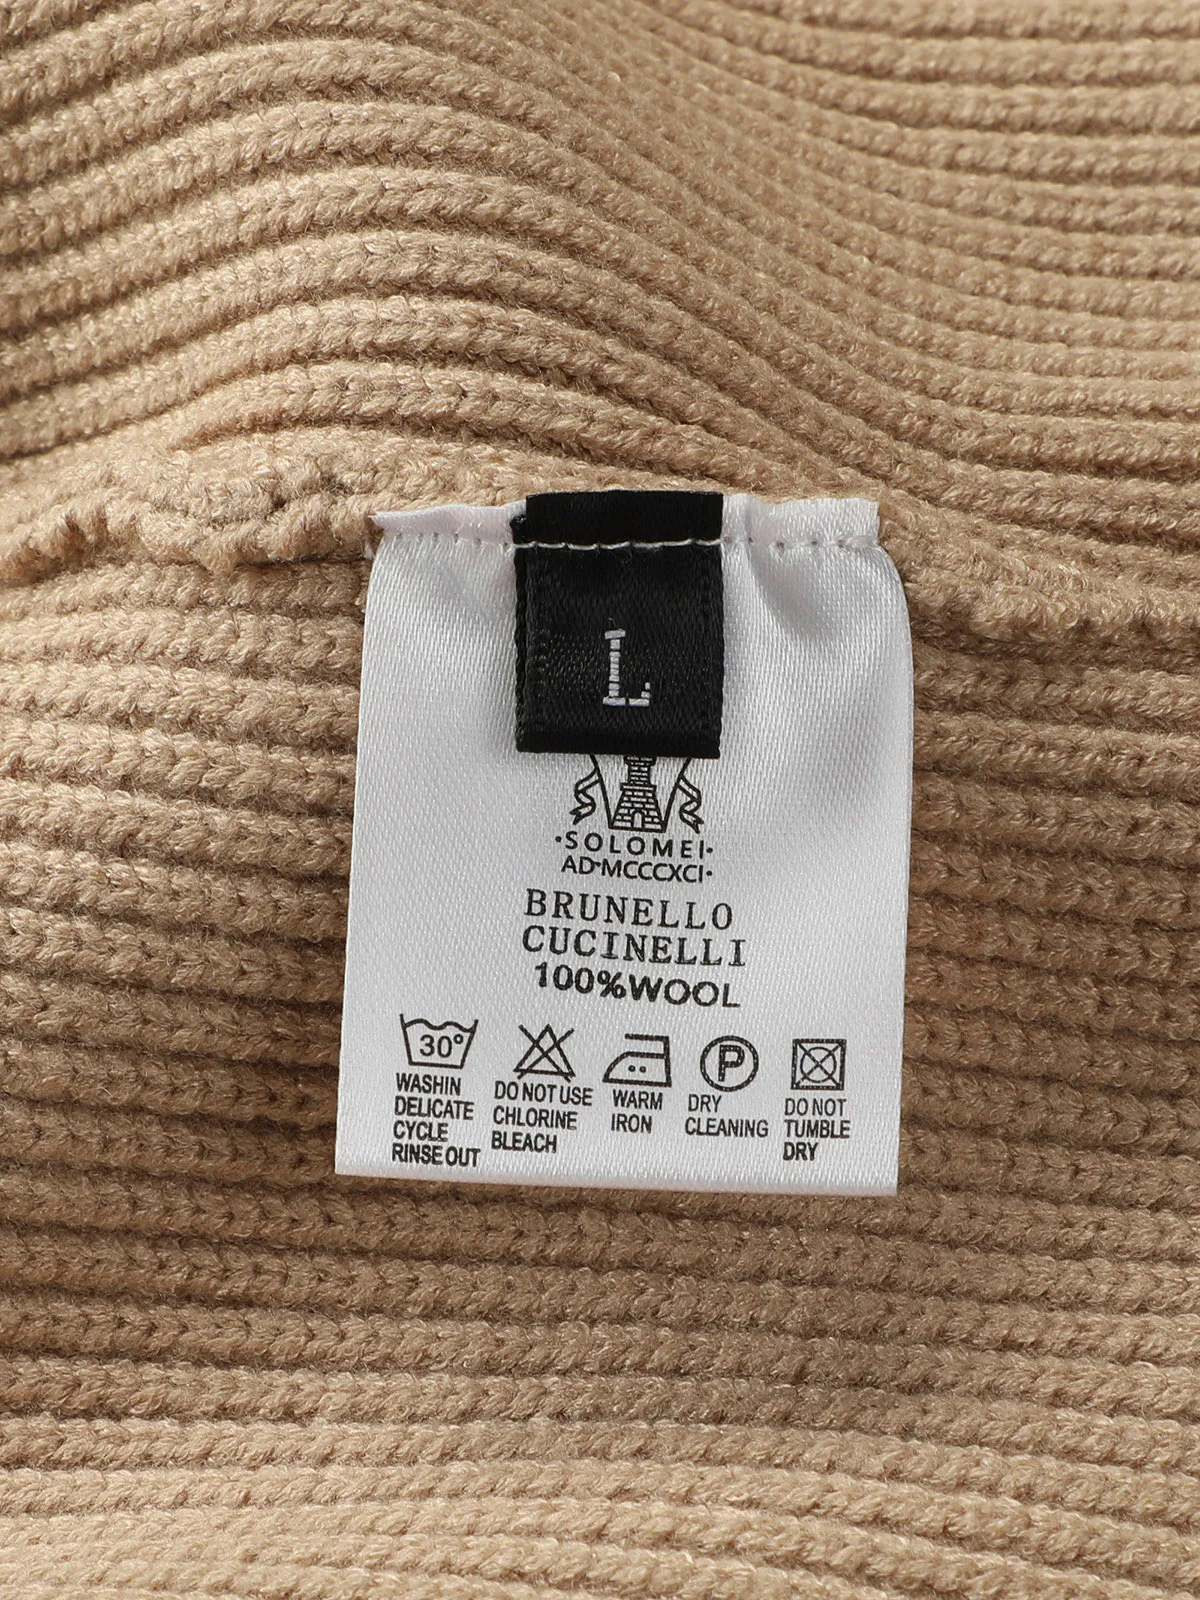 L
·SOLOMEI·
AD·MCCCXCI·
BRUNELLO
CUCINELLI
100%WOOL
30°
WASHIN
DELICATE
CYCLE
RINSE OUT
DO NOT USE
CHLORINE
BLEACH
WARM
IRON
P
DRY
CLEANING
DO NOT
TUMBLE
DRY